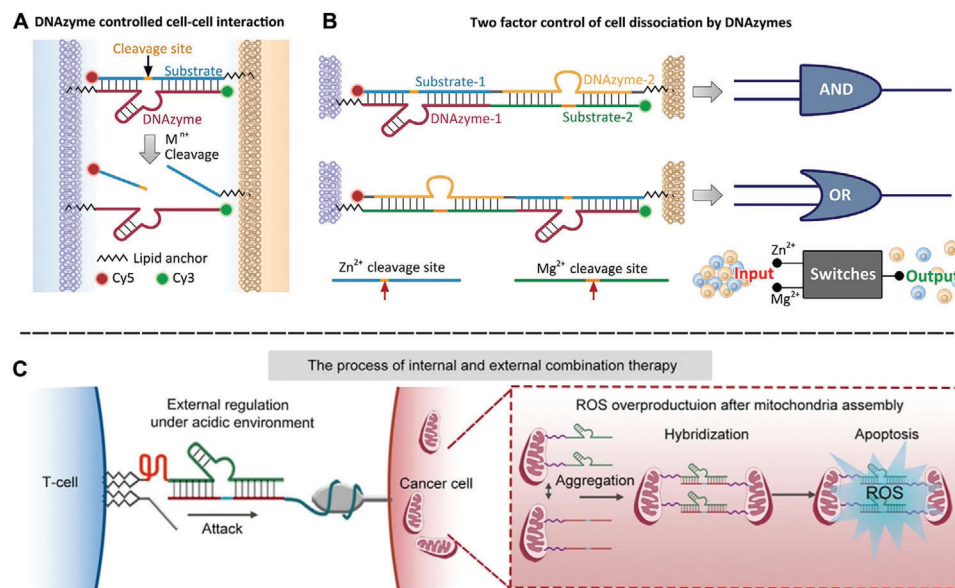 A
DNAzyme controlled cell-cell interaction
Cleavage site
Substrate
DNAzyme
Mⁿ⁺
Cleavage
Lipid anchor
Cy5
Cy3
B
Two factor control of cell dissociation by DNAzymes
Substrate-1
DNAzyme-2
DNAzyme-1
Substrate-2
AND
OR
Zn²⁺ cleavage site
Mg²⁺ cleavage site
Zn²⁺
Input
Switches
Output
Mg²⁺
C
The process of internal and external combination therapy
External regulation
under acidic environment
T-cell
Attack
Cancer cell
ROS overproductuion after mitochondria assembly
Hybridization
Apoptosis
Aggregation
ROS